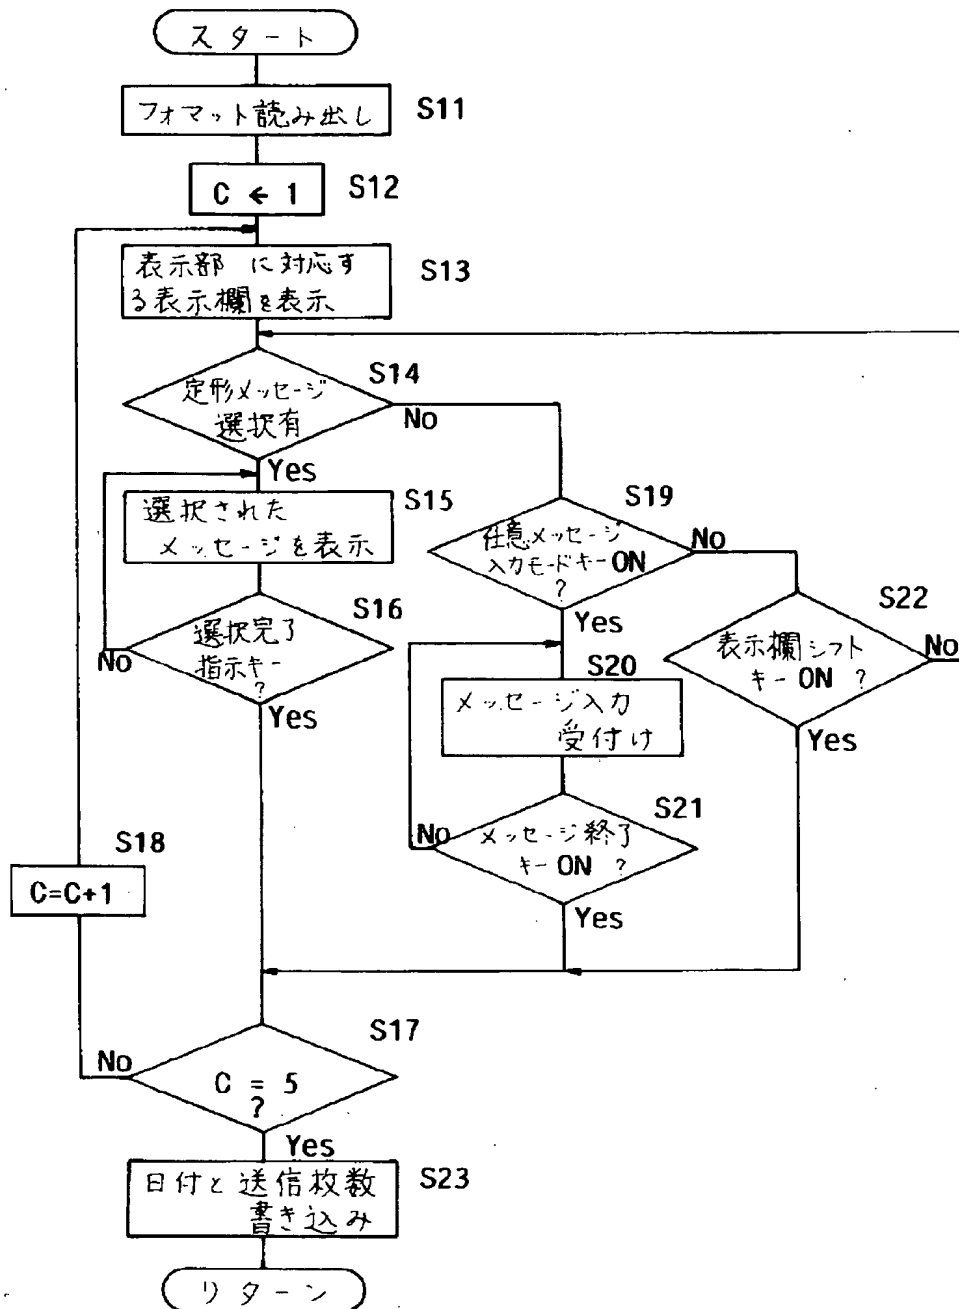 スタート
フォマット読み出し
S11
C ← 1
S12
表示部 に対応す
る表示欄を表示
S13
定形メッセージ
選択有
S14
No
Yes
選択された
メッセージを表示
S15
選択完了
指示キー
?
S16
No
Yes
任意メッセージ
入力モードキーON
?
S19
No
Yes
S20
メッセージ入力
受付け
メッセージ終了
キーON ?
S21
No
Yes
表示欄シフト
キーON ?
S22
No
Yes
S18
C=C+1
C = 5
?
S17
No
Yes
日付と送信枚数
書き込み
S23
リターン